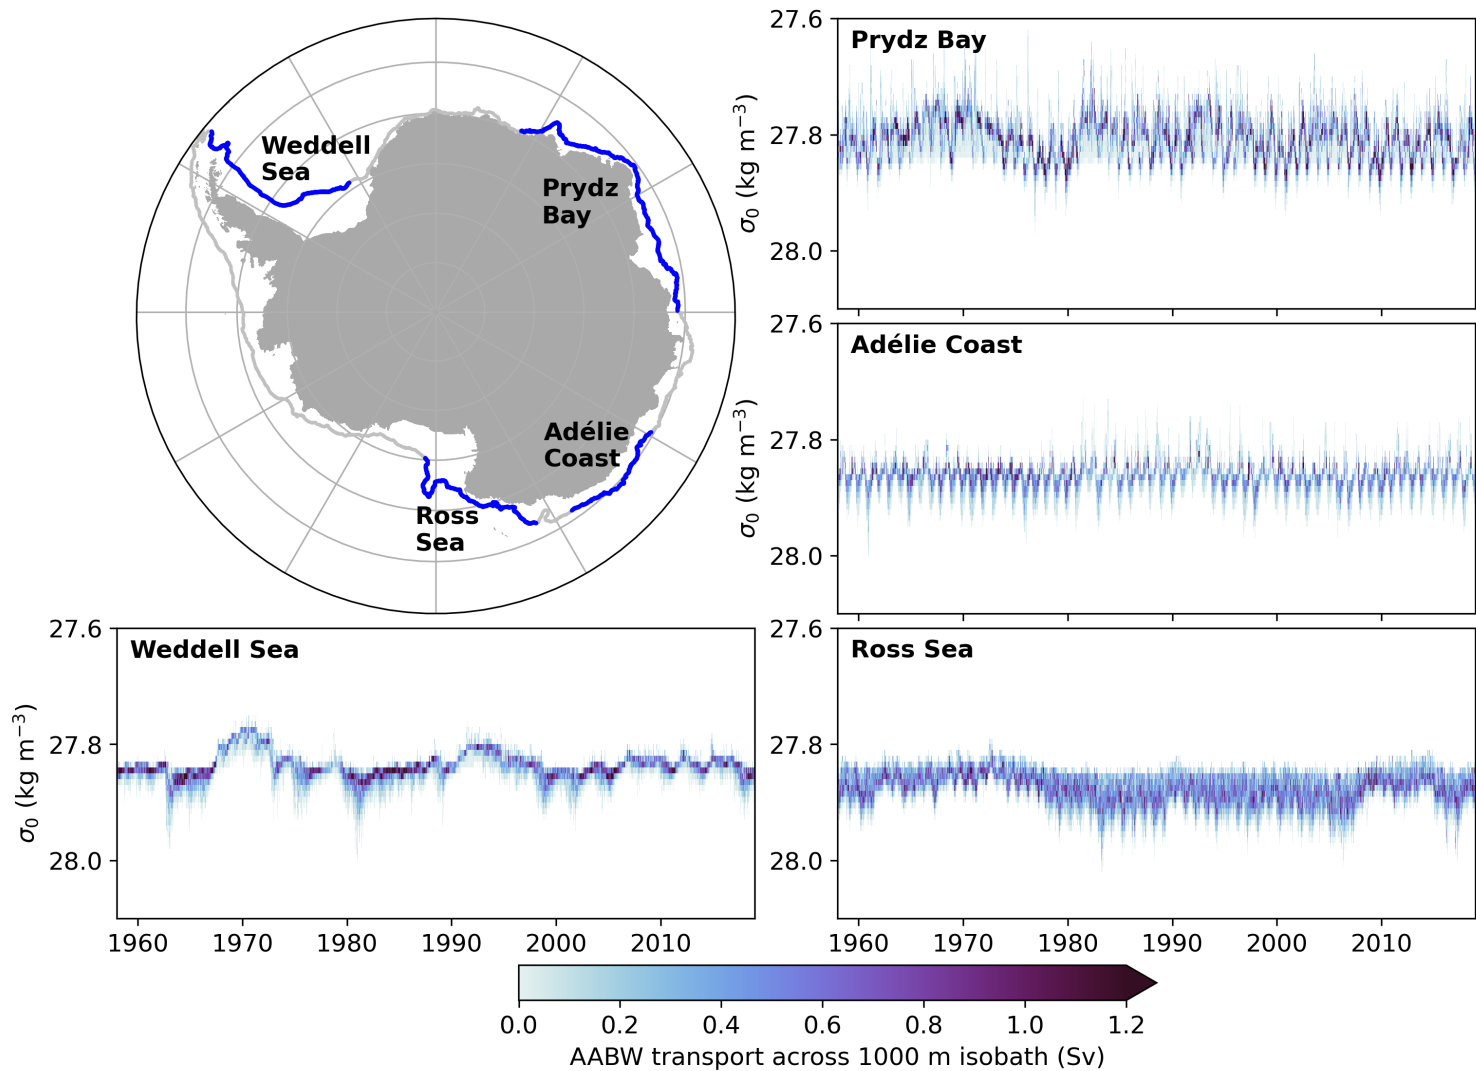 Weddell
Sea
Prydz
Bay
Adélie
Coast
Ross
Sea
Prydz Bay
27.6
27.8
28.0
σ₀ (kg m⁻³)
Adélie Coast
27.6
27.8
28.0
σ₀ (kg m⁻³)
Weddell Sea
27.6
27.8
28.0
σ₀ (kg m⁻³)
1960 1970 1980 1990 2000 2010
Ross Sea
27.6
27.8
28.0
1960 1970 1980 1990 2000 2010
0.0 0.2 0.4 0.6 0.8 1.0 1.2
AABW transport across 1000 m isobath (Sv)